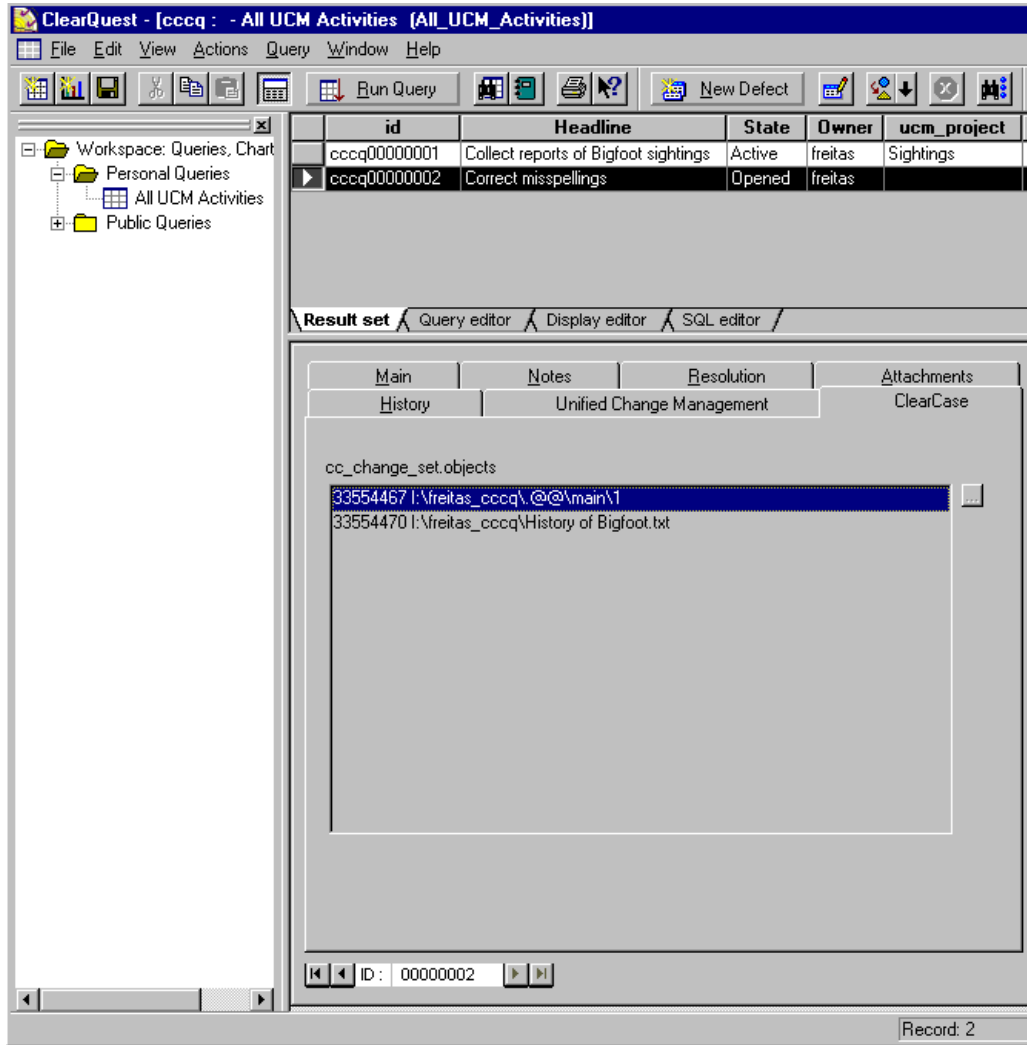 ClearQuest - [cccq :  - All UCM Activities  (All_UCM_Activities)]
File Edit View Actions Query Window Help
Run Query New Defect
Workspace: Queries, Chart
Personal Queries
All UCM Activities
Public Queries
id Headline State Owner ucm_project
cccq00000001 Collect reports of Bigfoot sightings Active freitas Sightings
cccq00000002 Correct misspellings Opened freitas
Result set Query editor Display editor SQL editor
Main Notes Resolution Attachments
History Unified Change Management ClearCase
cc_change_set.objects
33554467 I:\freitas_cccq\.@@\main\1
...
33554470 I:\freitas_cccq\History of Bigfoot.txt
ID : 00000002
Record: 2